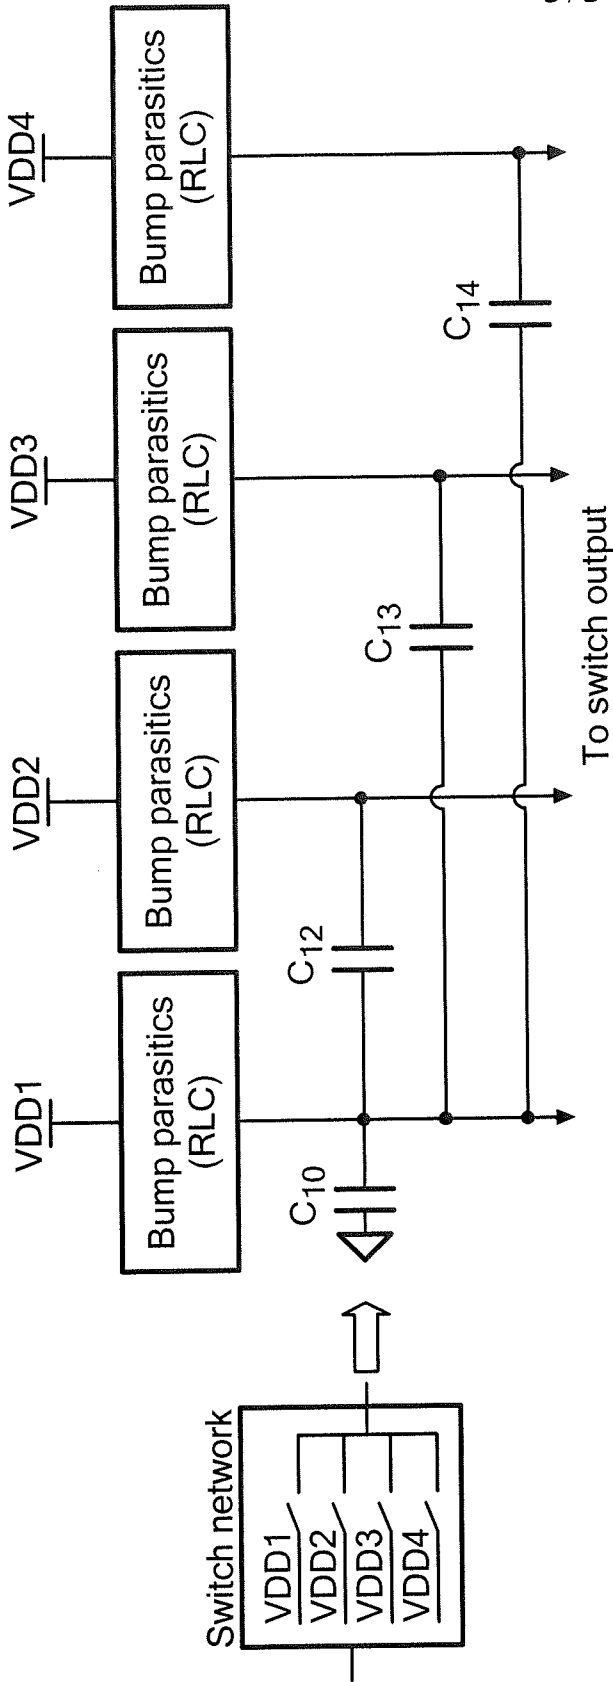 Switch network
VDD1
VDD2
VDD3
VDD4
VDD1
Bump parasitics
(RLC)
VDD2
Bump parasitics
(RLC)
VDD3
Bump parasitics
(RLC)
VDD4
Bump parasitics
(RLC)
C10
C12
C13
C14
To switch output